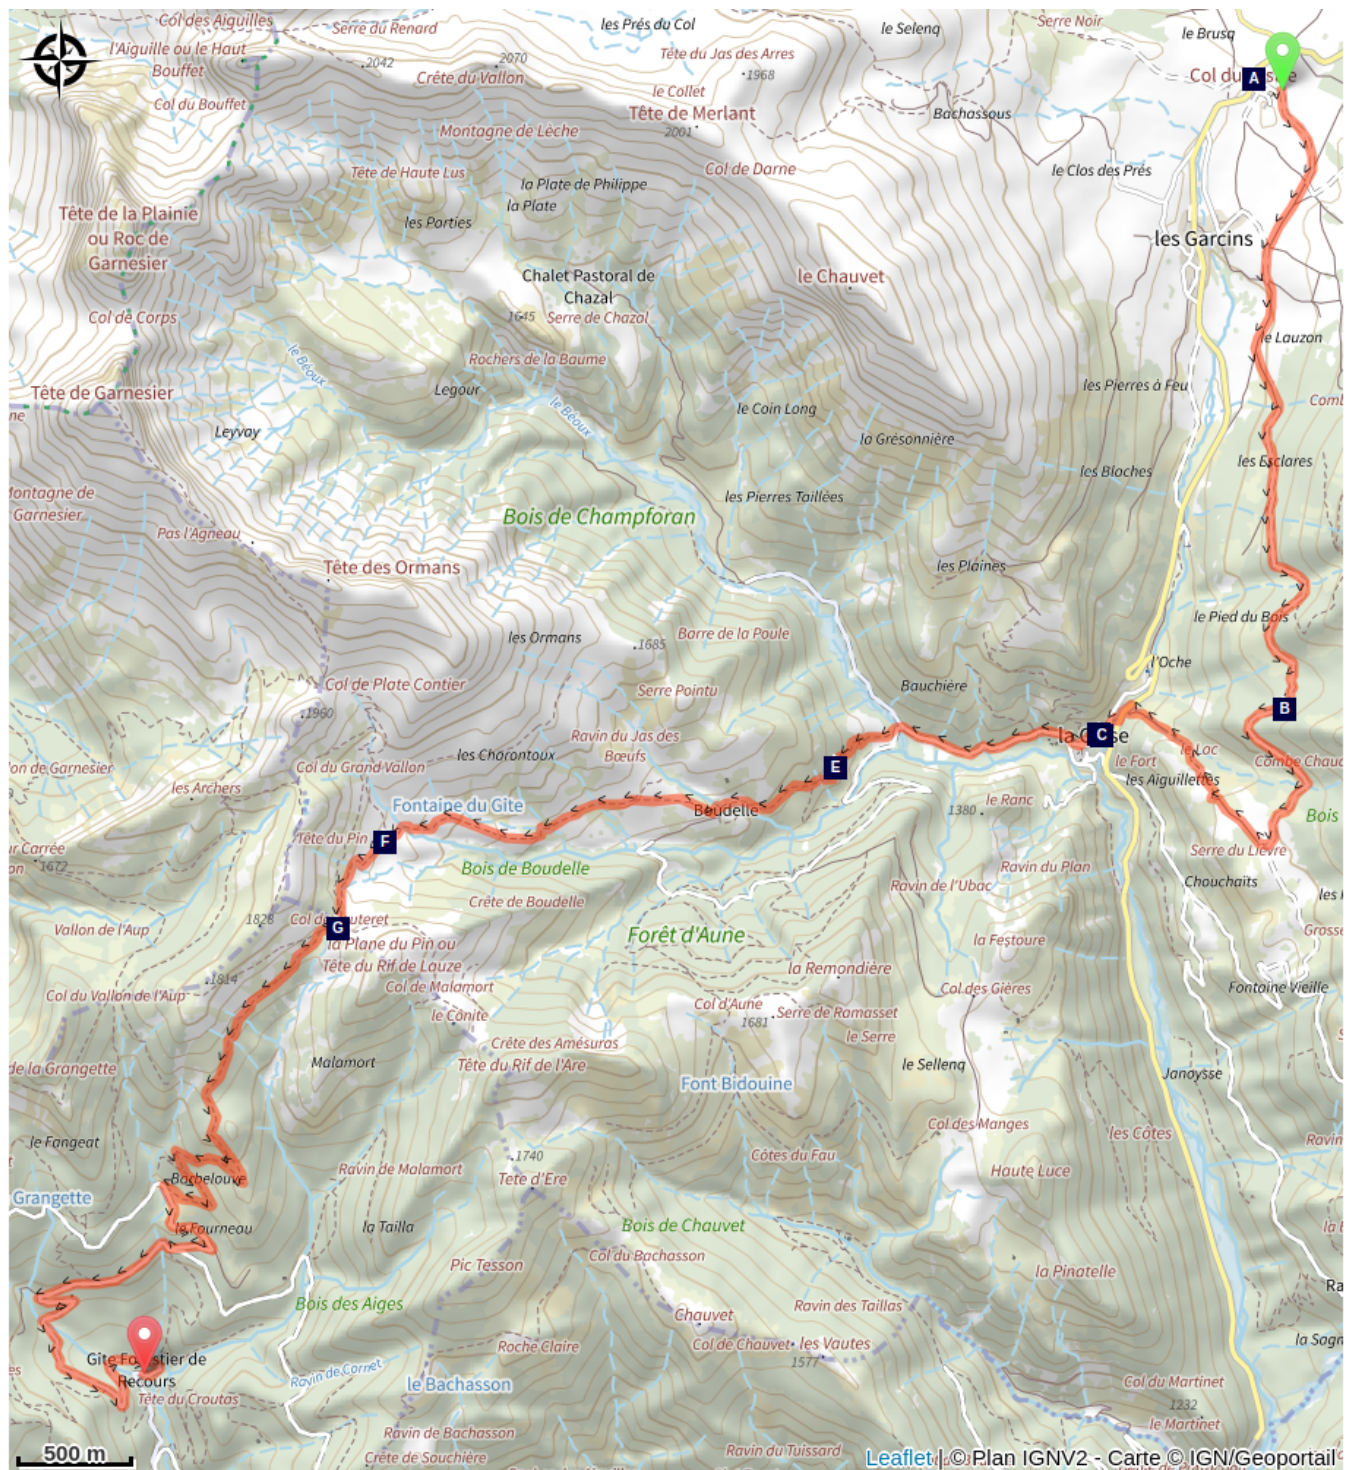 Col des Aiguilles
Serre du Renard
les Prés du Col
le Selenq
Serre Noir
le Brusq
l'Aiguille ou le Haut
Bouffet
2042
2070
Crête du Vallon
Tête du Jas des Arres
1968
A
Col du Bouffet
le Collet
Tête de Merlant
2001
Bachassous
Montagne de Lèche
Col de Darne
le Clos des Prés
Tête de Haute Lus
la Plate de Philippe
la Plate
les Parties
Tête de la Plainie
ou Roc de
Garnesier
les Garcins
Chalet Pastoral de
Chazal
le Chauvet
Col de Corps
1645
Serre de Chazal
le Lauzon
le Béoux
Rochers de la Baume
Tête de Garnesier
Legour
le Béoux
les Pierres à Feu
le Coin Long
Leyvay
la Grésonnière
les Blaches
les Esclares
Montagne de
Garnesier
les Pierres Taillées
Bois de Champforan
Pas l'Agneau
Tête des Ormans
les Plaines
le Pied du Bois
les Ormans
1685
Barre de la Poule
l'Oche
Col de Plate Contier
Serre Pointu
Bauchière
1960
B
Ravin du Jas des
Bœufs
C
les Chorontoux
le Lac
Col du Grand Vallon
E
le Fort
les Aiguillettes
les Archers
Fontaine du Gite
1380
le Ranc
Boudelle
Tête du Pin
F
Serre du Lièvre
Bois
1672
Bois de Boudelle
Ravin du Plan
Chouchaits
Crête de Boudelle
Ravin de l'Ubac
1828
G
Vallon de l'Aup
la Plane du Pin ou
Tête du Rif de Lauze
Forêt d'Aune
la Festoure
1814
la Remondière
Col du Vallon de l'Aup
Col de Malamort
Col des Gières
Fontaine Vieille
le Cônite
Col d'Aune
1681
Serre de Ramasset
Crête des Amésuras
le Serre
Malamort
Tête du Rif de l'Are
le Sellenq
de la Grangette
Font Bidouine
Janoysse
Col des Manges
les Côtes
le Fangeat
1740
Côtes du Fau
Bachelouve
Ravin de Malamort
Tete d'Ere
Haute Luce
Grangette
le Fourneau
la Tailla
Bois de Chauvet
Col du Bachasson
Pic Tesson
la Pinatelle
Bois des Aiges
Chauvet
Ravin des Taillas
Roche Claire
Col de Chauvet
les Vautes
1577
Gîte Forestier de
Recours
Ravin de Cornet
le Bachasson
Col du Martinet
Tête du Croutas
1232
le Martinet
Ravin de Bachasson
Crête de Souchière
Ravin du Tuissard
500 m
Leaflet | © Plan IGNV2 - Carte © IGN/Geoportail